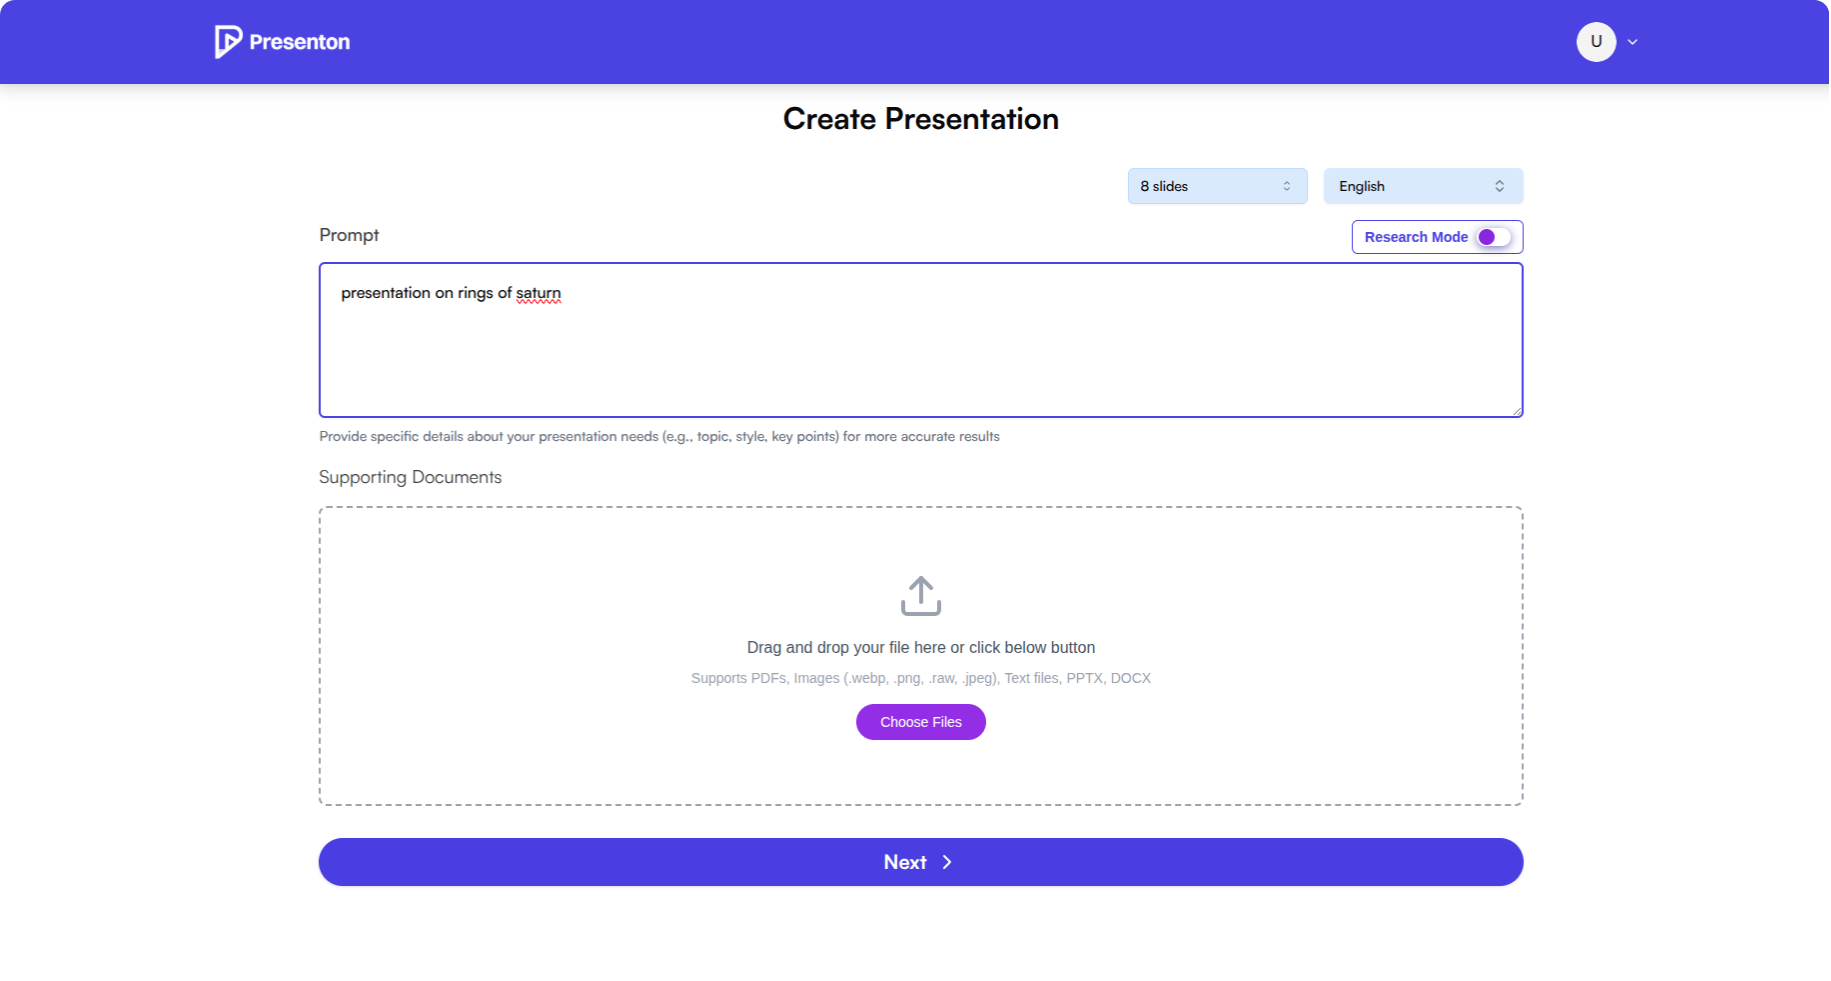 Presenton
U
Create Presentation
8 slides
English
Prompt
Research Mode
presentation on rings of saturn
Provide specific details about your presentation needs (e.g., topic, style, key points) for more accurate results
Supporting Documents
Drag and drop your file here or click below button
Supports PDFs, Images (.webp, .png, .raw, .jpeg), Text files, PPTX, DOCX
Choose Files
Next